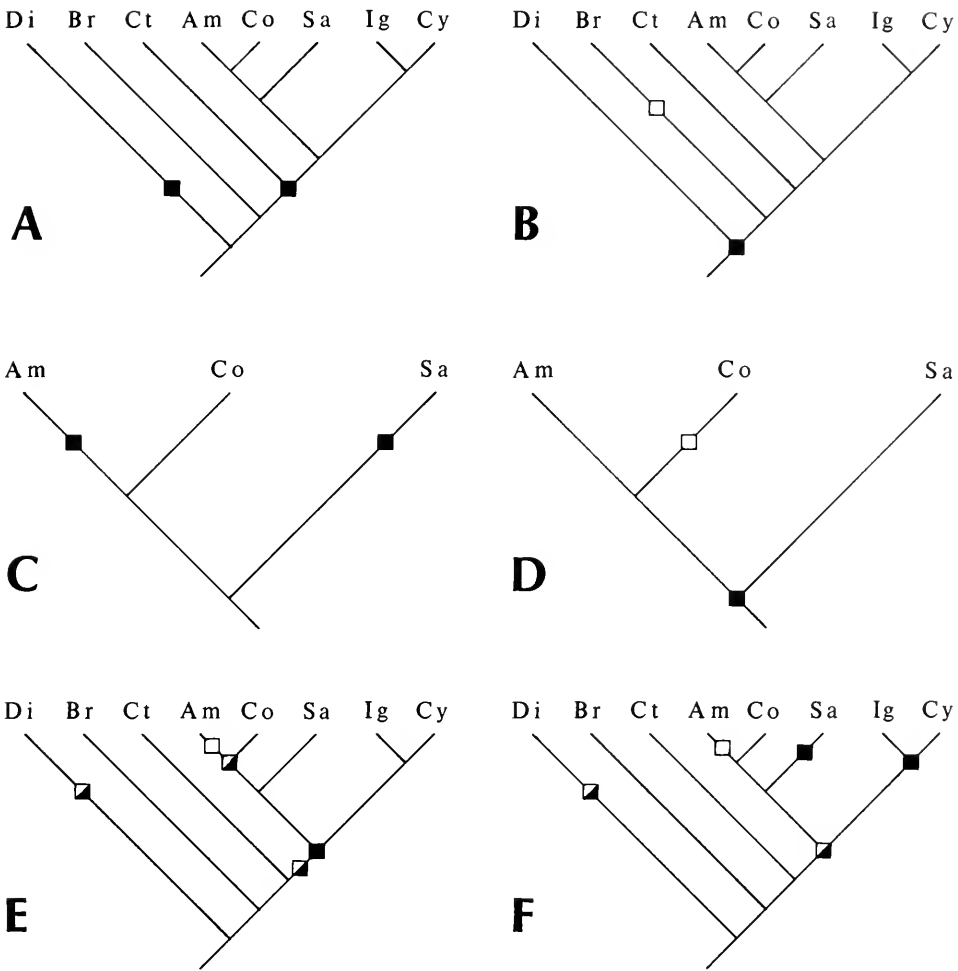 Di Br Ct Am Co Sa Ig Cy
Di Br Ct Am Co Sa Ig Cy
A
B
Am Co Sa
Am Co Sa
C
D
Di Br Ct Am Co Sa Ig Cy
Di Br Ct Am Co Sa Ig Cy
E
F